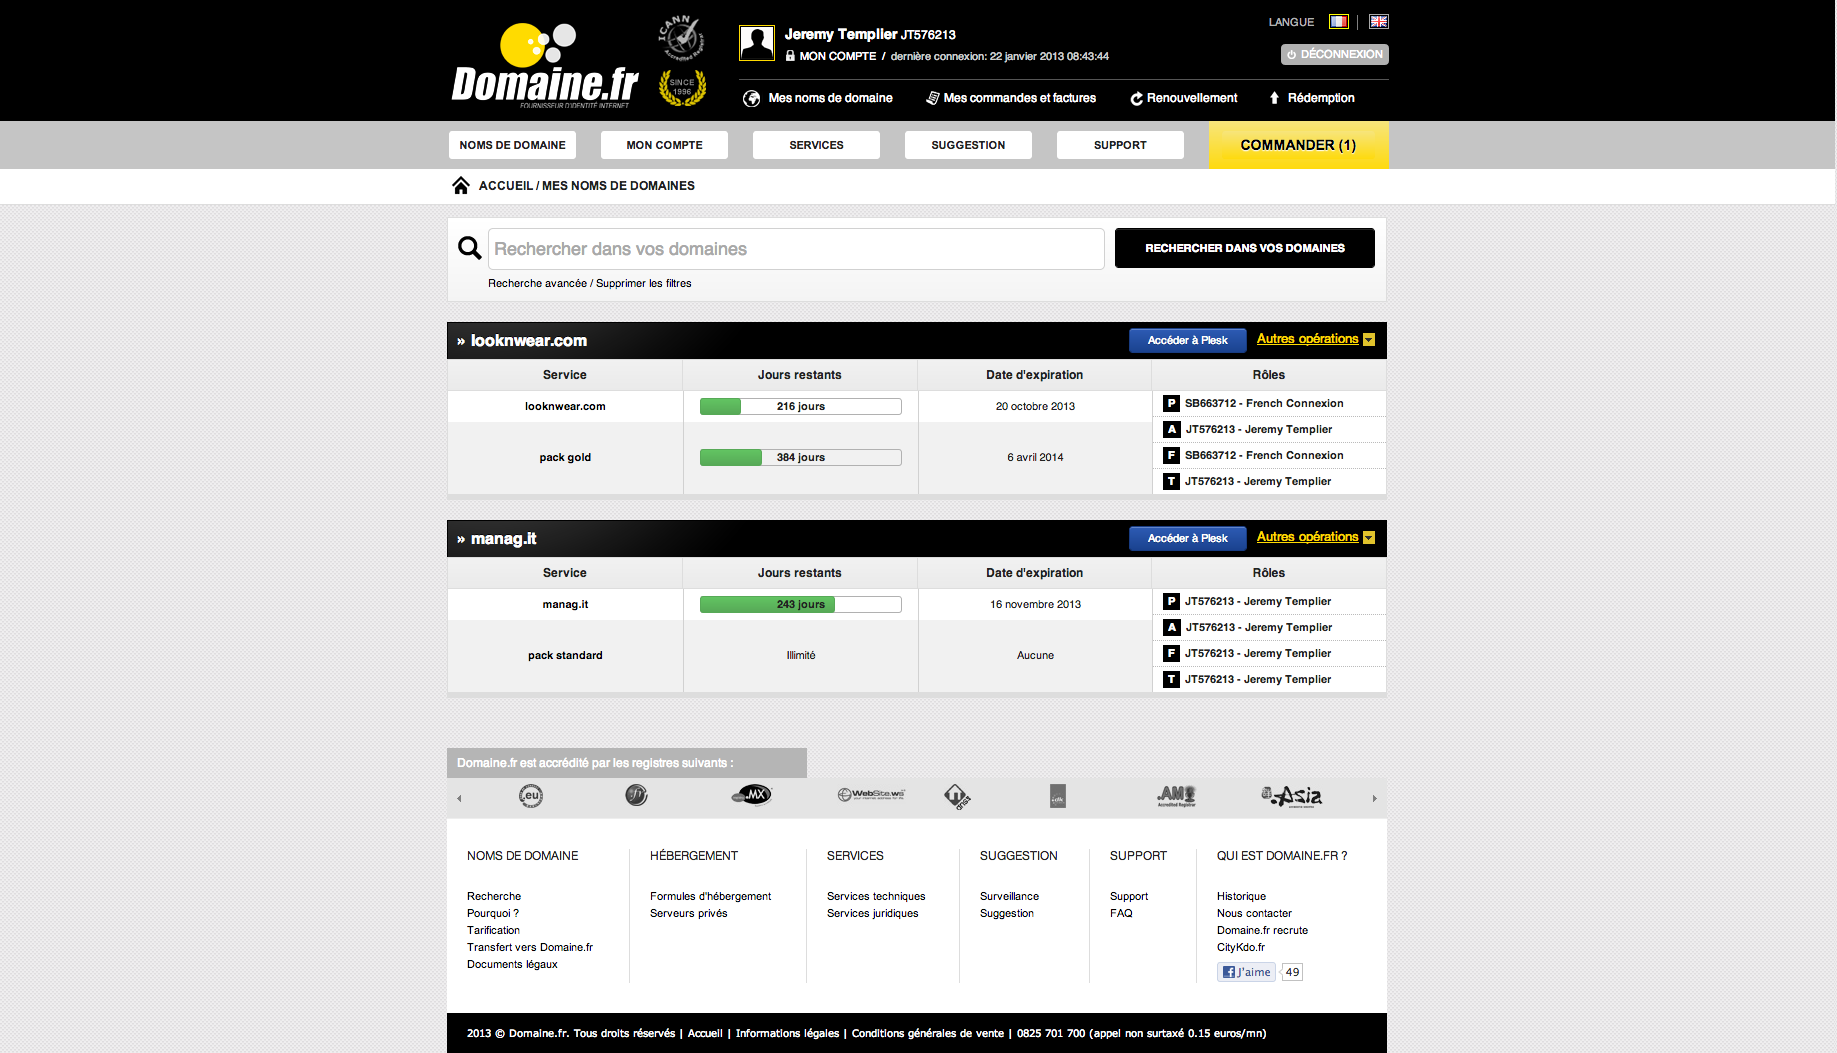 Domaine.fr
FOURNISSEUR D'IDENTITÉ INTERNET
ICANN
Accredited Registrar
SINCE
1996
Jeremy Templier JT576213
MON COMPTE / dernière connexion: 22 janvier 2013 08:43:44
LANGUE
DÉCONNEXION
Mes noms de domaine
Mes commandes et factures
Renouvellement
Rédemption
NOMS DE DOMAINE
MON COMPTE
SERVICES
SUGGESTION
SUPPORT
COMMANDER (1)
ACCUEIL / MES NOMS DE DOMAINES
Rechercher dans vos domaines
RECHERCHER DANS VOS DOMAINES
Recherche avancée / Supprimer les filtres
» looknwear.com
Accéder à Plesk
Autres opérations
Service
Jours restants
Date d'expiration
Rôles
looknwear.com
216 jours
20 octobre 2013
P SB663712 - French Connexion
A JT576213 - Jeremy Templier
pack gold
384 jours
6 avril 2014
F SB663712 - French Connexion
T JT576213 - Jeremy Templier
» manag.it
Accéder à Plesk
Autres opérations
Service
Jours restants
Date d'expiration
Rôles
manag.it
243 jours
16 novembre 2013
P JT576213 - Jeremy Templier
A JT576213 - Jeremy Templier
pack standard
Illimité
Aucune
F JT576213 - Jeremy Templier
T JT576213 - Jeremy Templier
Domaine.fr est accrédité par les registres suivants :
.eu
.MX
WebSite.ws
.AM
Accredited Registrar
.Asia
NOMS DE DOMAINE
Recherche
Pourquoi ?
Tarification
Transfert vers Domaine.fr
Documents légaux
HÉBERGEMENT
Formules d'hébergement
Serveurs privés
SERVICES
Services techniques
Services juridiques
SUGGESTION
Surveillance
Suggestion
SUPPORT
Support
FAQ
QUI EST DOMAINE.FR ?
Historique
Nous contacter
Domaine.fr recrute
CityKdo.fr
J'aime
49
2013 © Domaine.fr. Tous droits réservés | Accueil | Informations légales | Conditions générales de vente | 0825 701 700 (appel non surtaxé 0.15 euros/mn)